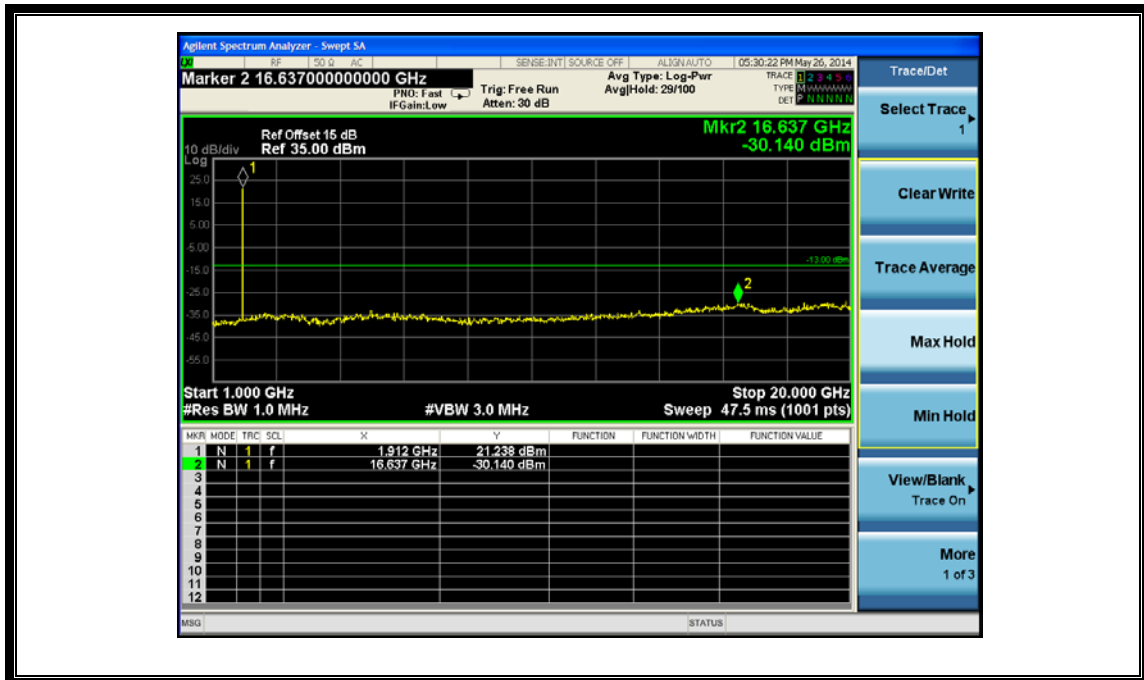 Agilent Spectrum Analyzer - Swept SA
RF 50 Ω AC SENSE:INT SOURCE OFF ALIGNAUTO 05:30:22 PM May 26, 2014
Marker 2 16.637000000000 GHz
PNO: Fast
IFGain:Low
Trig: Free Run
Atten: 30 dB
Avg Type: Log-Pwr
Avg|Hold: 29/100
TRACE 1 2 3 4 5 6
TYPE M
DET P N N N N N
Mkr2 16.637 GHz
-30.140 dBm
Ref Offset 15 dB
10 dB/div Ref 35.00 dBm
Log
1
25.0
15.0
5.00
-5.00
-13.00 dBm
-15.0
2
-25.0
-35.0
-45.0
-55.0
Start 1.000 GHz Stop 20.000 GHz
#Res BW 1.0 MHz #VBW 3.0 MHz Sweep 47.5 ms (1001 pts)
MKR MODE TRC SCL X Y FUNCTION FUNCTION WIDTH FUNCTION VALUE
1 N 1 f 1.912 GHz 21.238 dBm
2 N 1 f 16.637 GHz -30.140 dBm
3
4
5
6
7
8
9
10
11
12
MSG STATUS
Trace/Det
Select Trace
1
Clear Write
Trace Average
Max Hold
Min Hold
View/Blank
Trace On
More
1 of 3